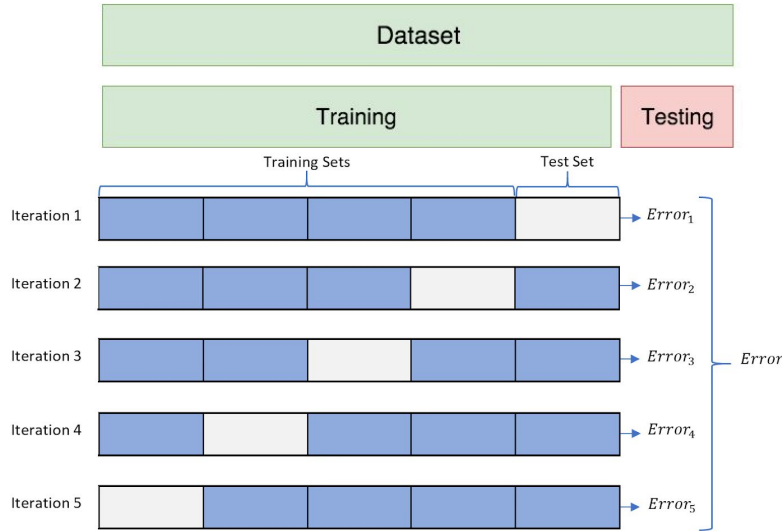 Dataset
Training Testing
Training Sets Test Set
Iteration 1 Error₁
Iteration 2 Error₂
Iteration 3 Error₃ Error
Iteration 4 Error₄
Iteration 5 Error₅